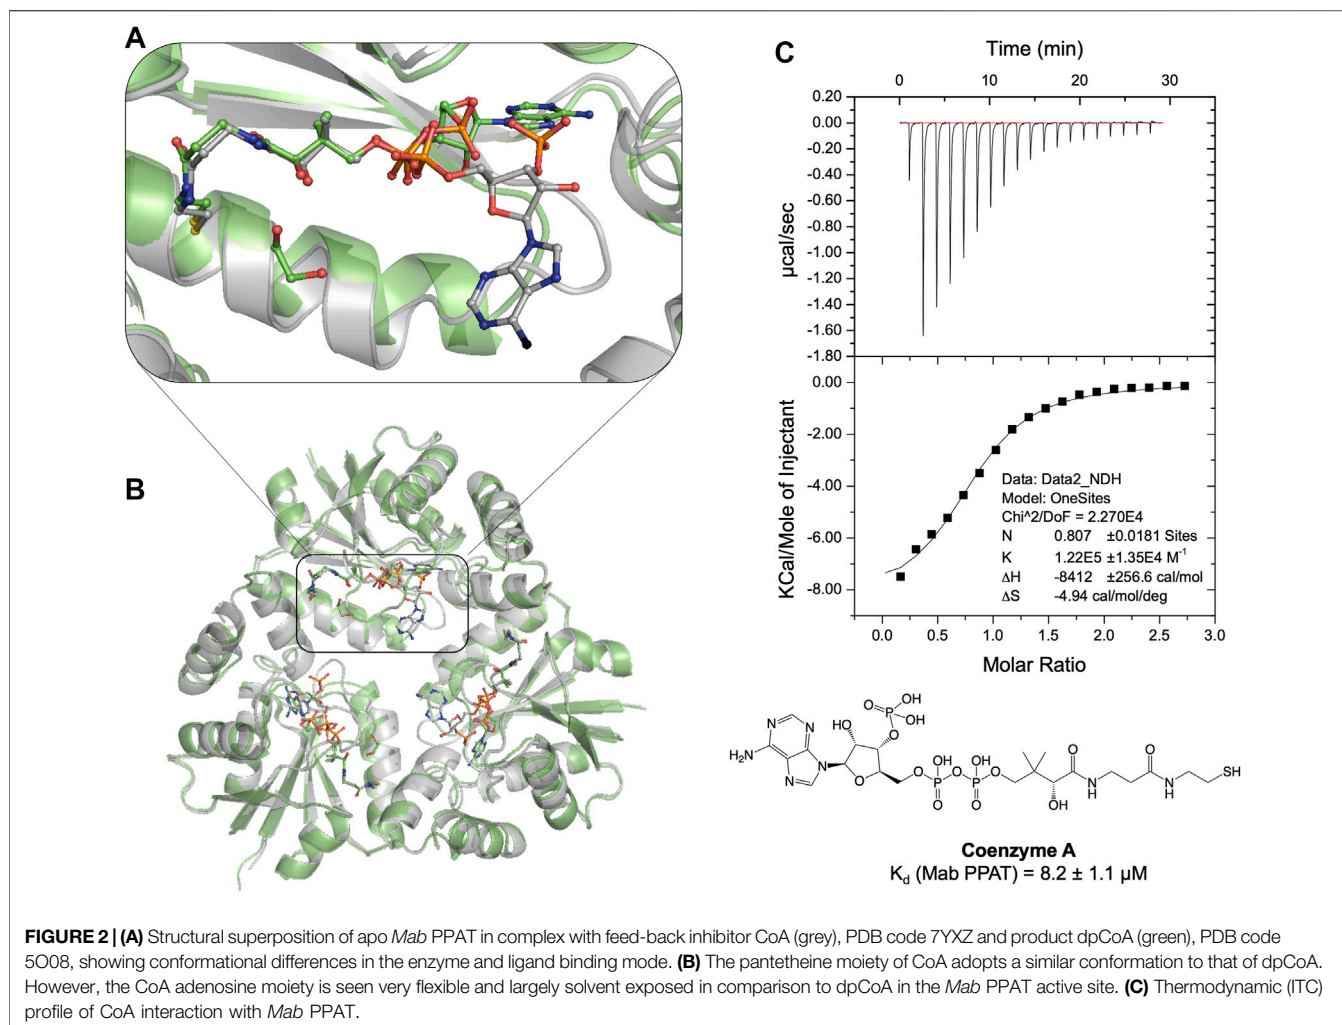 A
B
C
Time (min)
0 10 20 30
0.20
0.00
-0.20
-0.40
-0.60
-0.80
-1.00
-1.20
-1.40
-1.60
-1.80
µcal/sec
0.00
-2.00
-4.00
-6.00
-8.00
KCal/Mole of Injectant
Data: Data2_NDH
Model: OneSites
Chi^2/DoF = 2.270E4
N 0.807 ±0.0181 Sites
K 1.22E5 ±1.35E4 M⁻¹
ΔH -8412 ±256.6 cal/mol
ΔS -4.94 cal/mol/deg
0.0 0.5 1.0 1.5 2.0 2.5 3.0
Molar Ratio
O OH
P
OH
HO O
N N
H₂N
N N
O
O OH OH
P O P O
O O
O O
N N SH
OH H H
Coenzyme A
K_d (Mab PPAT) = 8.2 ± 1.1 µM
FIGURE 2 | (A) Structural superposition of apo Mab PPAT in complex with feed-back inhibitor CoA (grey), PDB code 7YXZ and product dpCoA (green), PDB code
5O08, showing conformational differences in the enzyme and ligand binding mode. (B) The pantetheine moiety of CoA adopts a similar conformation to that of dpCoA.
However, the CoA adenosine moiety is seen very flexible and largely solvent exposed in comparison to dpCoA in the Mab PPAT active site. (C) Thermodynamic (ITC)
profile of CoA interaction with Mab PPAT.